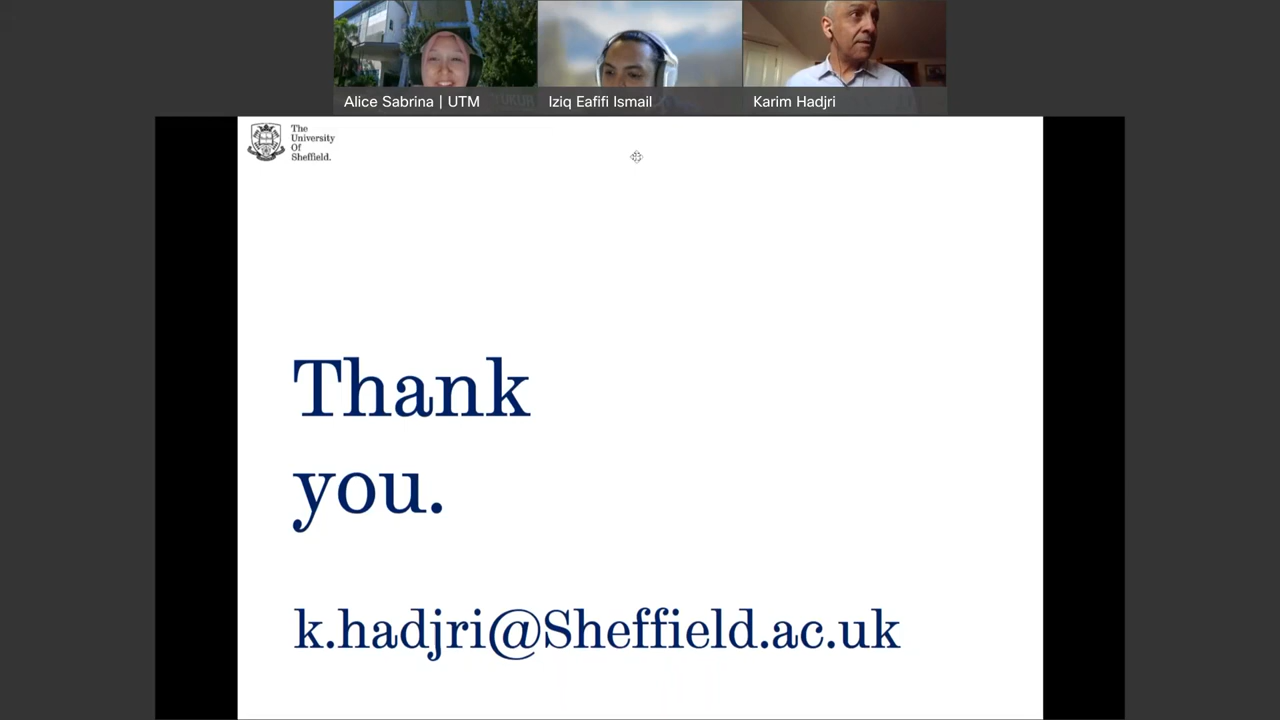 Alice Sabrina | UTM
Iziq Eafifi Ismail
Karim Hadjri
The
University
Of
Sheffield.
Thank
you.
k.hadjri@Sheffield.ac.uk